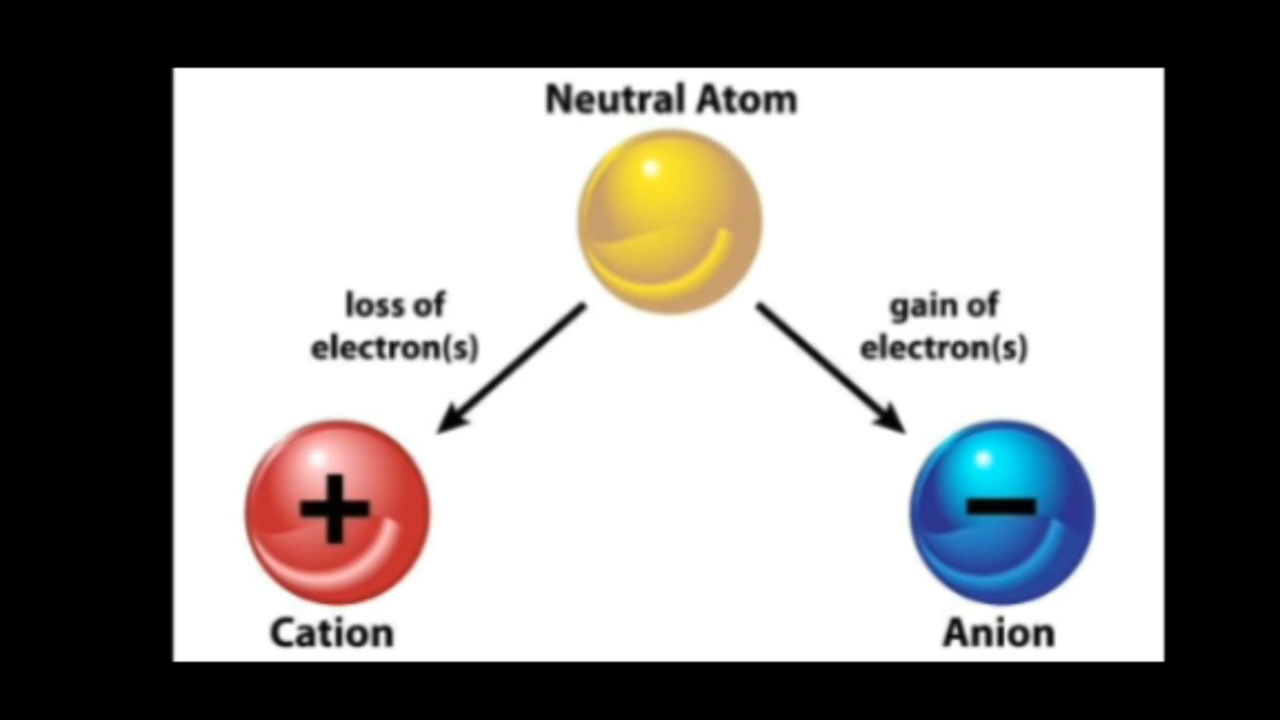 Neutral Atom
loss of
electron(s)
gain of
electron(s)
+
−
Cation
Anion